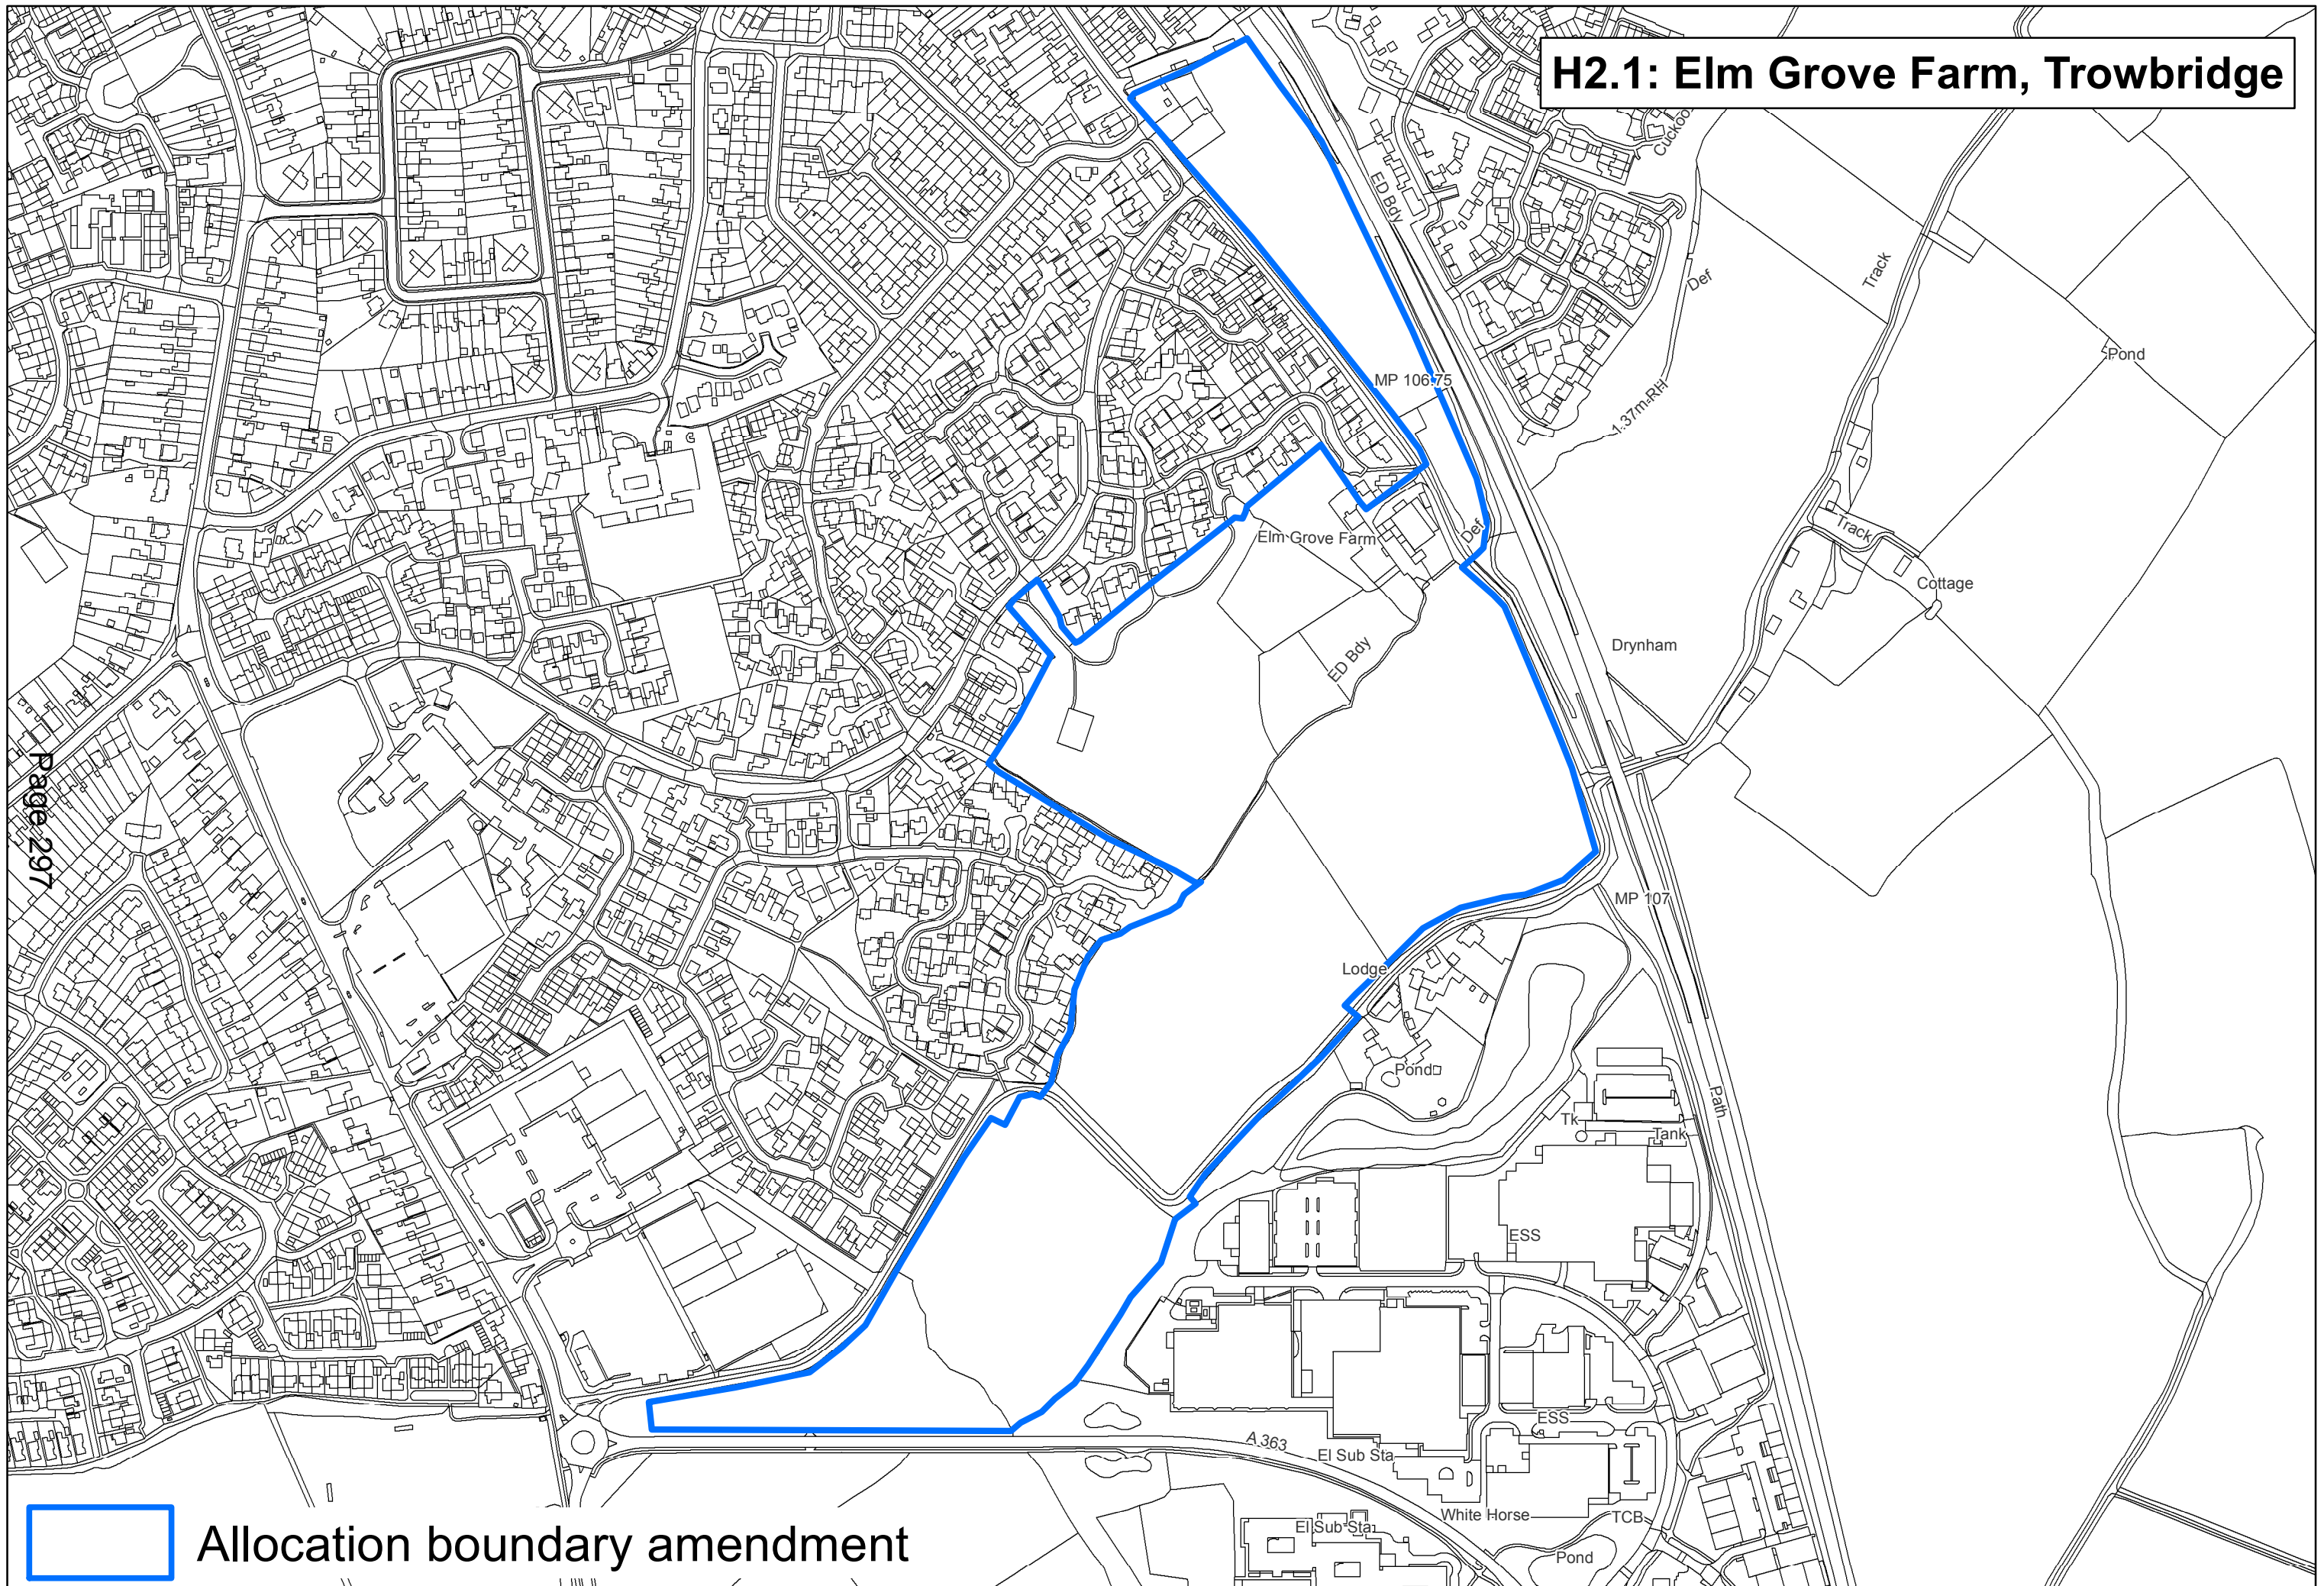 H2.1: Elm Grove Farm, Trowbridge
Cuckoo
ED Bdy
Def
Track
Pond
MP 106.75
1.37m RH
Elm Grove Farm
Def
Track
Cottage
ED Bdy
Drynham
Page 297
MP 107
Lodge
Pond
Path
Tk
Tank
ESS
ESS
A 363
El Sub Sta
White Horse
TCB
El Sub Sta
Pond
Allocation boundary amendment